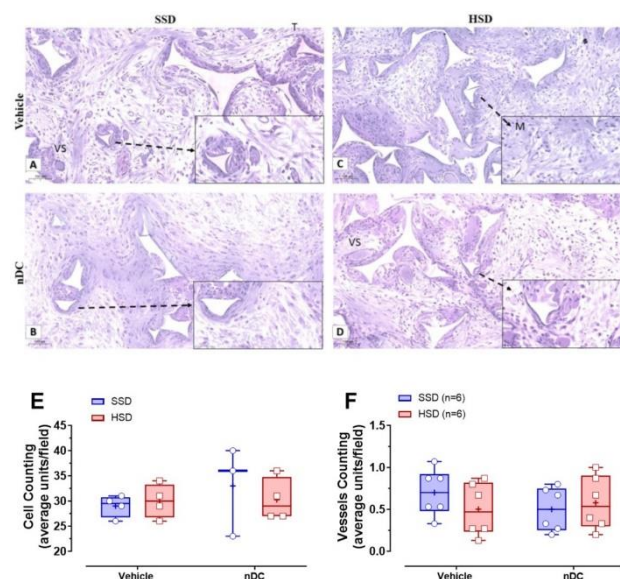 SSD
HSD
Vehicle
T
VS
A
M
C
nDC
B
VS
D
E
SSD
HSD
Cell Counting
(average units/field)
45
40
35
30
25
20
Vehicle
nDC
F
SSD (n=6)
HSD (n=6)
Vessels Counting
(average units/field)
1.5
1.0
0.5
0.0
Vehicle
nDC